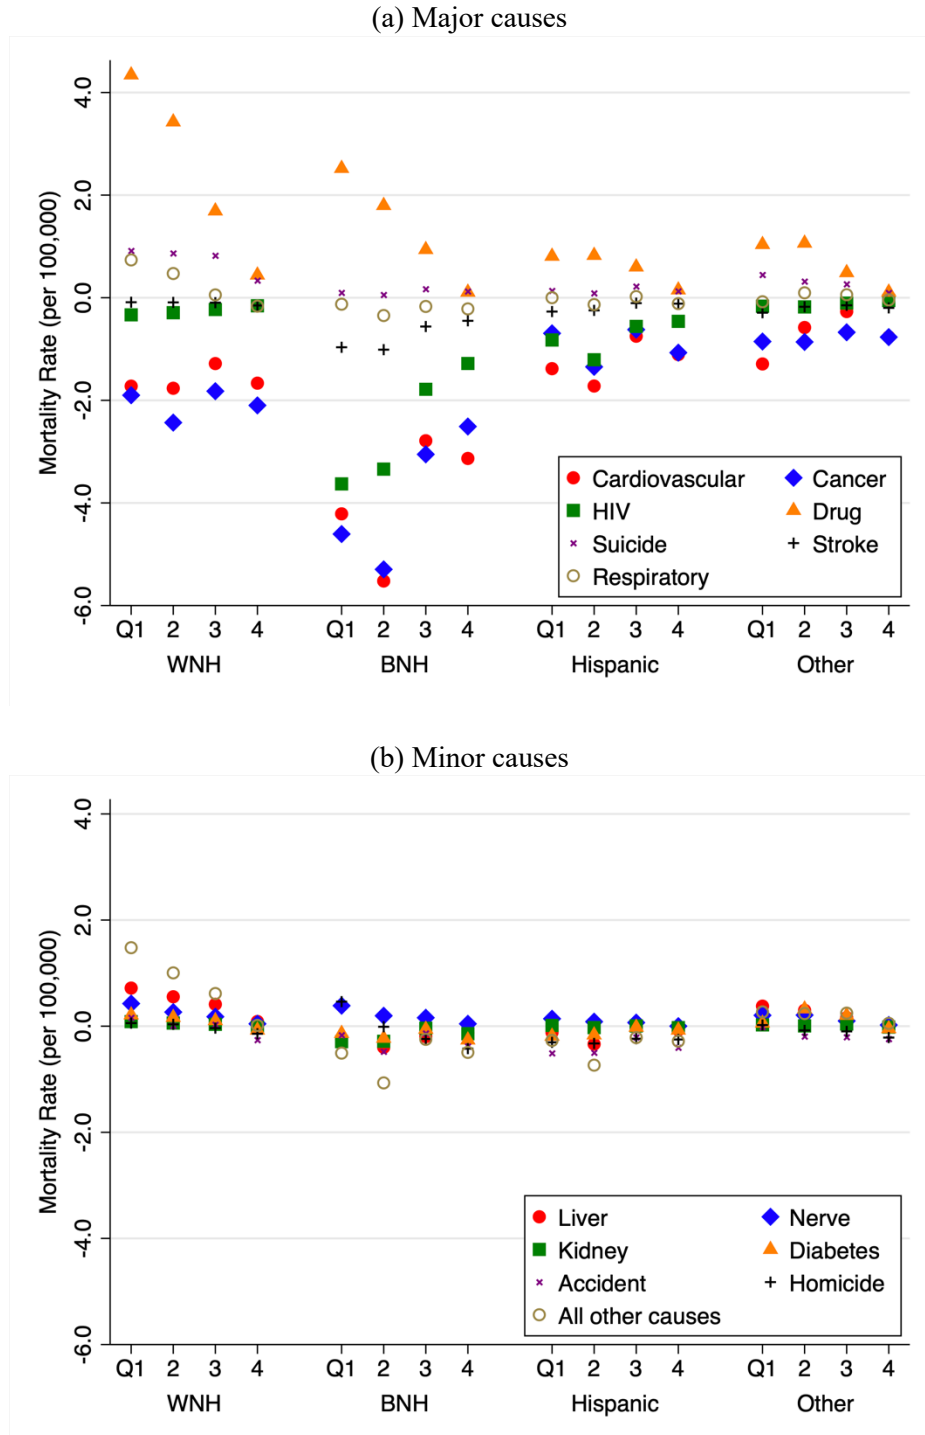 (a) Major causes
Mortality Rate (per 100,000)
4.0
2.0
0.0
-2.0
-4.0
-6.0
Cardiovascular Cancer
HIV Drug
Suicide Stroke
Respiratory
Q1 2 3 4 Q1 2 3 4 Q1 2 3 4 Q1 2 3 4
WNH BNH Hispanic Other
(b) Minor causes
Mortality Rate (per 100,000)
4.0
2.0
0.0
-2.0
-4.0
-6.0
Liver Nerve
Kidney Diabetes
Accident Homicide
All other causes
Q1 2 3 4 Q1 2 3 4 Q1 2 3 4 Q1 2 3 4
WNH BNH Hispanic Other